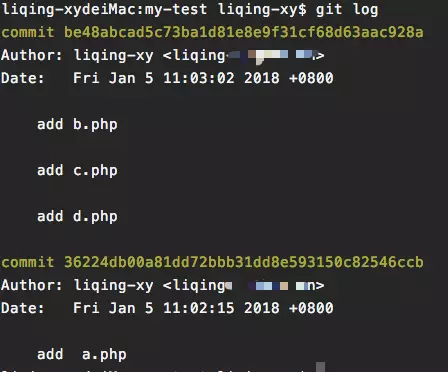 liqing-xydeiMac:my-test liqing-xy$ git log
commit be48abcad5c73ba1d81e8e9f31cf68d63aac928a
Author: liqing-xy <liqing >
Date:   Fri Jan 5 11:03:02 2018 +0800
add b.php
add c.php
add d.php
commit 36224db00a81dd72bbb31dd8e593150c82546ccb
Author: liqing-xy <liqing n>
Date:   Fri Jan 5 11:02:15 2018 +0800
add  a.php